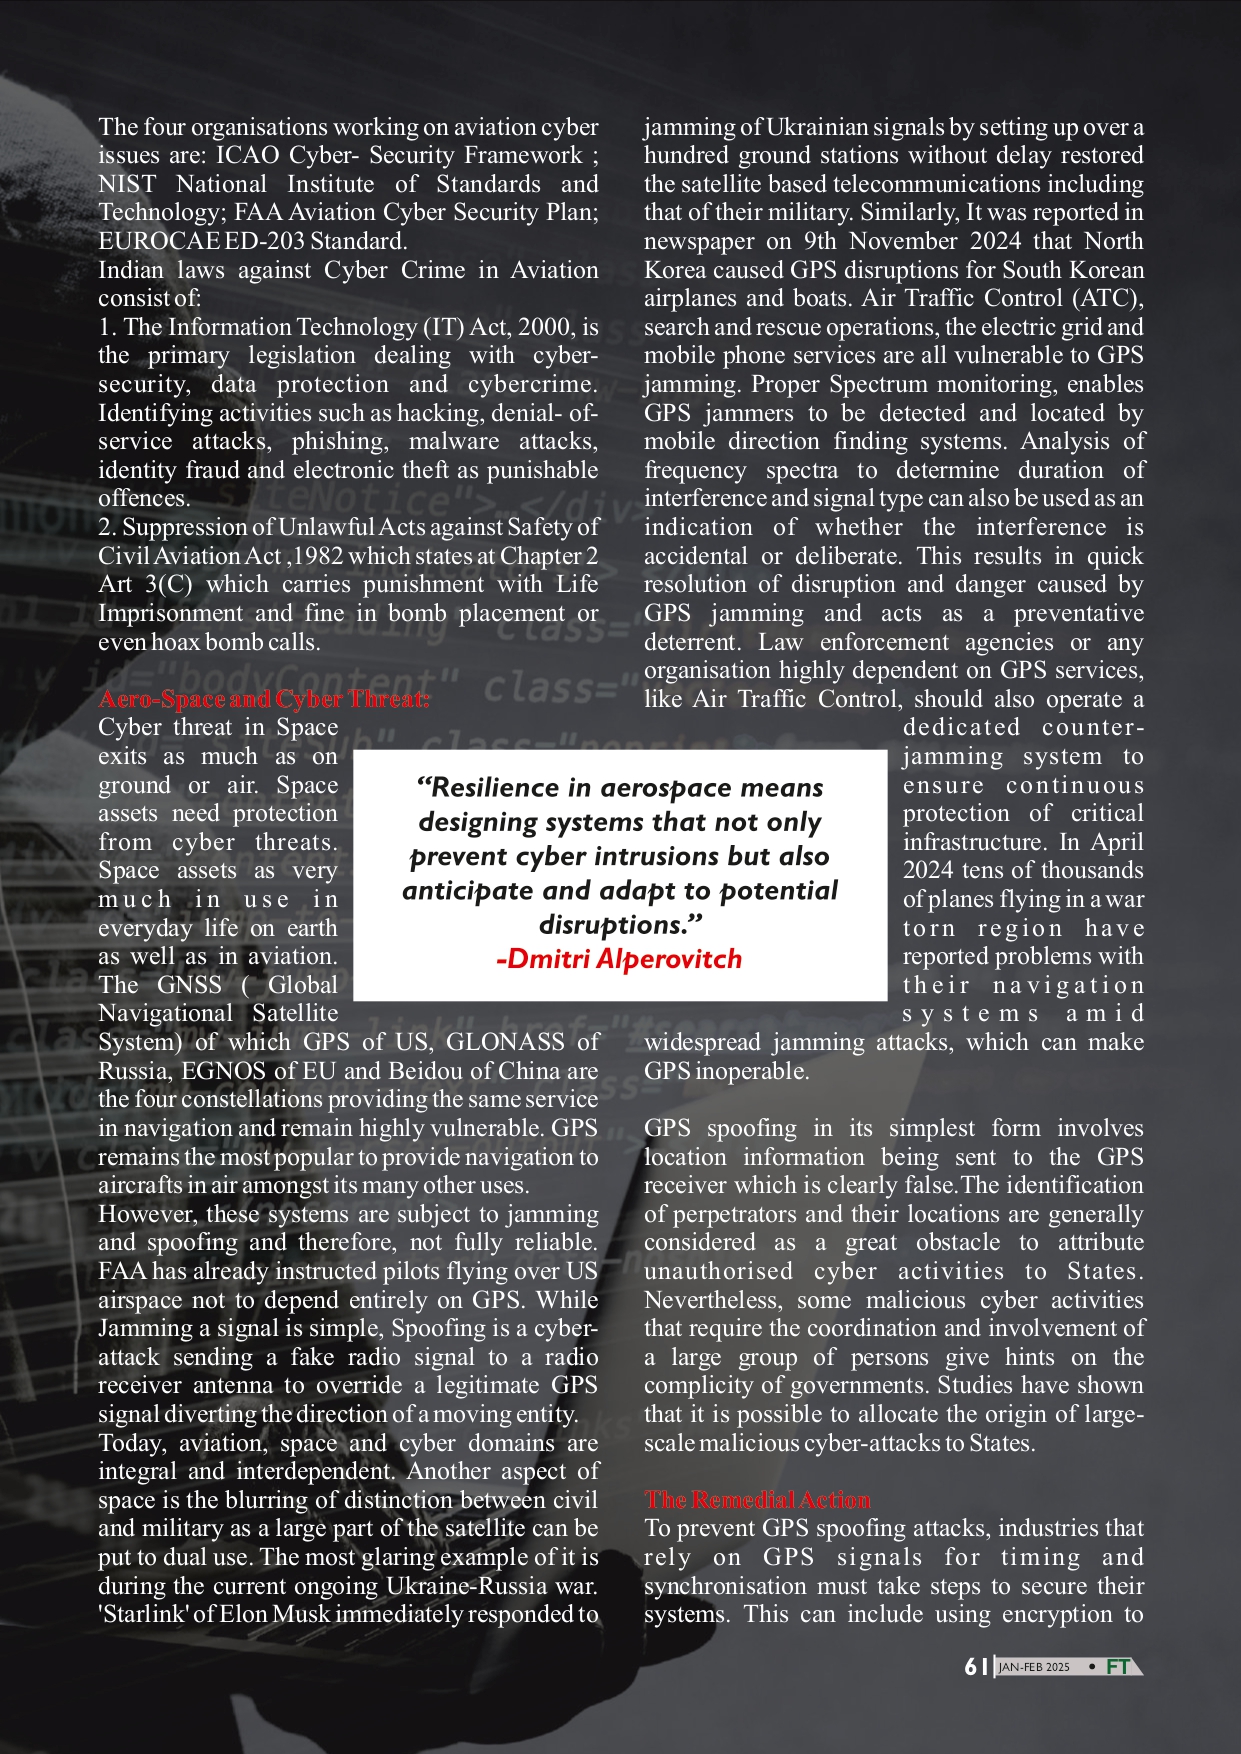 The four organisations working on aviation cyber
issues are: ICAO Cyber- Security Framework ;
NIST National Institute of Standards and
Technology; FAA Aviation Cyber Security Plan;
EUROCAE ED-203 Standard.
Indian laws against Cyber Crime in Aviation
consist of:
1. The Information Technology (IT) Act, 2000, is
the primary legislation dealing with cyber-
security, data protection and cybercrime.
Identifying activities such as hacking, denial- of-
service attacks, phishing, malware attacks,
identity fraud and electronic theft as punishable
offences.
2. Suppression of Unlawful Acts against Safety of
Civil Aviation Act ,1982 which states at Chapter 2
Art 3(C) which carries punishment with Life
Imprisonment and fine in bomb placement or
even hoax bomb calls.
Aero-Space and Cyber Threat:
Cyber threat in Space
exits as much as on
ground or air. Space
assets need protection
from cyber threats.
Space assets as very
much in use in
everyday life on earth
as well as in aviation.
The GNSS ( Global
Navigational Satellite
System) of which GPS of US, GLONASS of
Russia, EGNOS of EU and Beidou of China are
the four constellations providing the same service
in navigation and remain highly vulnerable. GPS
remains the most popular to provide navigation to
aircrafts in air amongst its many other uses.
However, these systems are subject to jamming
and spoofing and therefore, not fully reliable.
FAA has already instructed pilots flying over US
airspace not to depend entirely on GPS. While
Jamming a signal is simple, Spoofing is a cyber-
attack sending a fake radio signal to a radio
receiver antenna to override a legitimate GPS
signal diverting the direction of a moving entity.
Today, aviation, space and cyber domains are
integral and interdependent. Another aspect of
space is the blurring of distinction between civil
and military as a large part of the satellite can be
put to dual use. The most glaring example of it is
during the current ongoing Ukraine-Russia war.
'Starlink' of Elon Musk immediately responded to
jamming of Ukrainian signals by setting up over a
hundred ground stations without delay restored
the satellite based telecommunications including
that of their military. Similarly, It was reported in
newspaper on 9th November 2024 that North
Korea caused GPS disruptions for South Korean
airplanes and boats. Air Traffic Control (ATC),
search and rescue operations, the electric grid and
mobile phone services are all vulnerable to GPS
jamming. Proper Spectrum monitoring, enables
GPS jammers to be detected and located by
mobile direction finding systems. Analysis of
frequency spectra to determine duration of
interference and signal type can also be used as an
indication of whether the interference is
accidental or deliberate. This results in quick
resolution of disruption and danger caused by
GPS jamming and acts as a preventative
deterrent. Law enforcement agencies or any
organisation highly dependent on GPS services,
like Air Traffic Control, should also operate a
dedicated counter-
jamming system to
ensure continuous
protection of critical
infrastructure. In April
2024 tens of thousands
of planes flying in a war
torn region have
reported problems with
their navigation
systems amid
widespread jamming attacks, which can make
GPS inoperable.
GPS spoofing in its simplest form involves
location information being sent to the GPS
receiver which is clearly false.The identification
of perpetrators and their locations are generally
considered as a great obstacle to attribute
unauthorised cyber activities to States.
Nevertheless, some malicious cyber activities
that require the coordination and involvement of
a large group of persons give hints on the
complicity of governments. Studies have shown
that it is possible to allocate the origin of large-
scale malicious cyber-attacks to States.
The Remedial Action
To prevent GPS spoofing attacks, industries that
rely on GPS signals for timing and
synchronisation must take steps to secure their
systems. This can include using encryption to
“Resilience in aerospace means
designing systems that not only
prevent cyber intrusions but also
anticipate and adapt to potential
disruptions.”
-Dmitri Alperovitch
61 JAN-FEB 2025 • FT